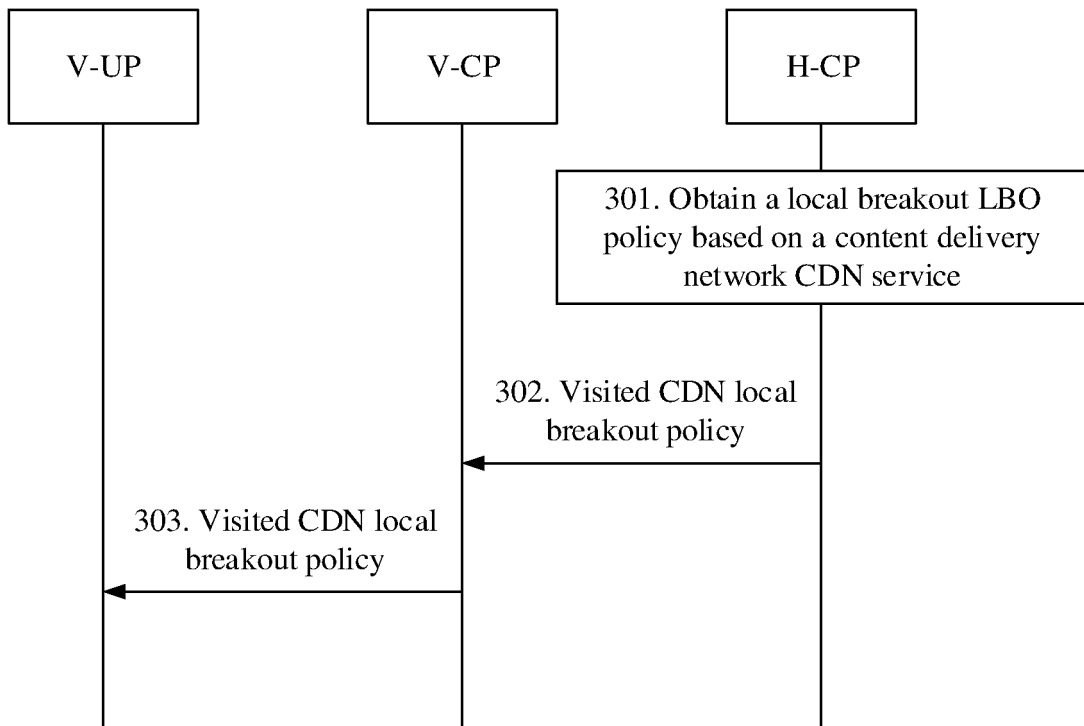 V-UP
V-CP
H-CP
301. Obtain a local breakout LBO
policy based on a content delivery
network CDN service
302. Visited CDN local
breakout policy
303. Visited CDN local
breakout policy